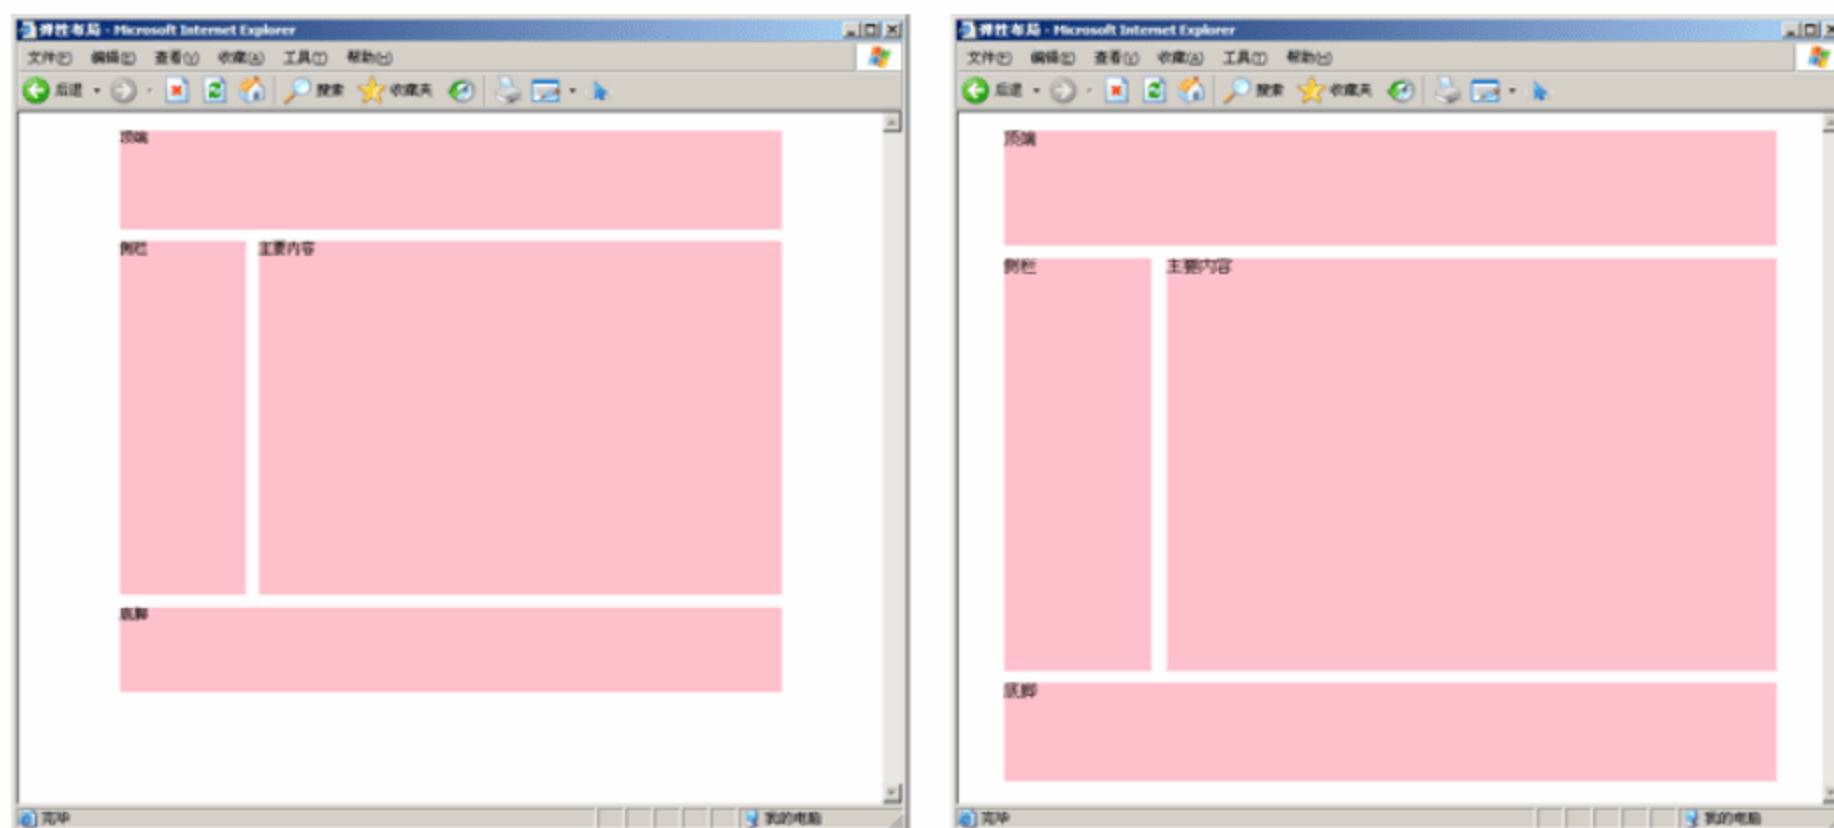 弹性布局 - Microsoft Internet Explorer
文件(F) 编辑(E) 查看(V) 收藏(A) 工具(T) 帮助(H)
后退 搜索 收藏夹
顶端
侧栏 主要内容
底脚
完毕 我的电脑
弹性布局 - Microsoft Internet Explorer
文件(F) 编辑(E) 查看(V) 收藏(A) 工具(T) 帮助(H)
后退 搜索 收藏夹
顶端
侧栏 主要内容
底脚
完毕 我的电脑